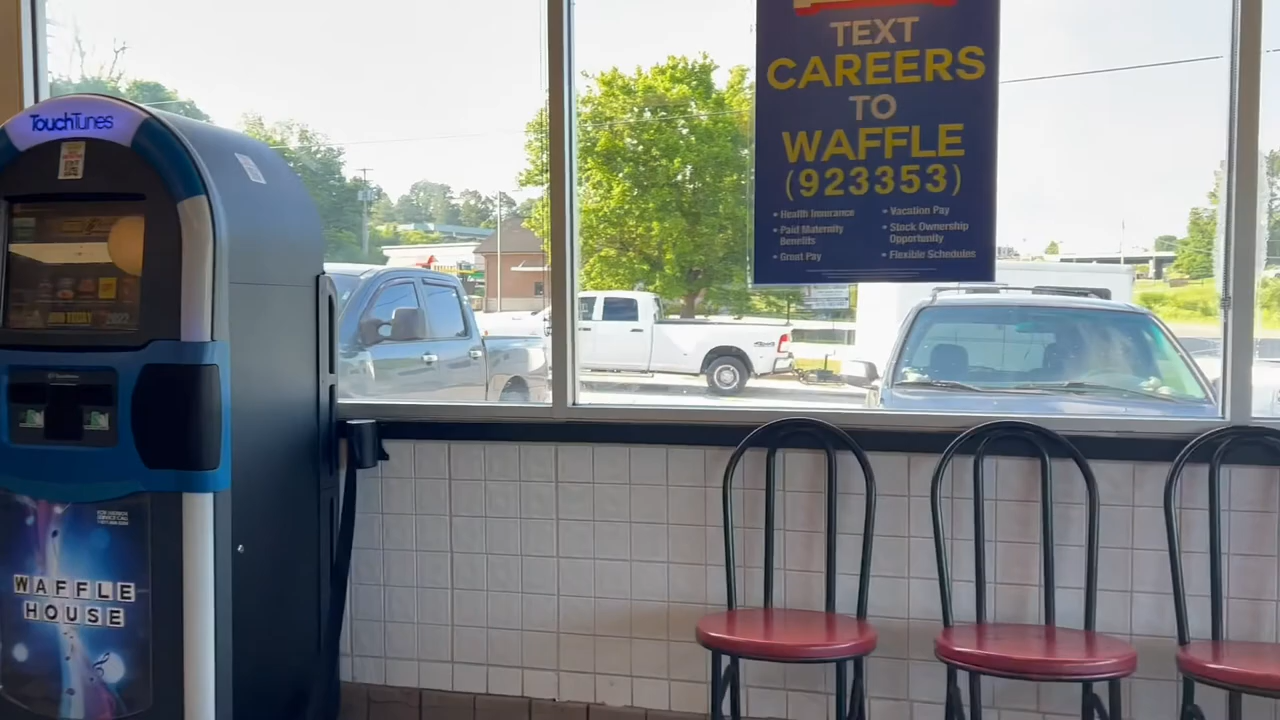 TouchTunes
TEXT
CAREERS
TO
WAFFLE
(923353)
• Health Insurance
• Paid Maternity
Benefits
• Great Pay
• Vacation Pay
• Stock Ownership
Opportunity
• Flexible Schedules
WAFFLE
HOUSE